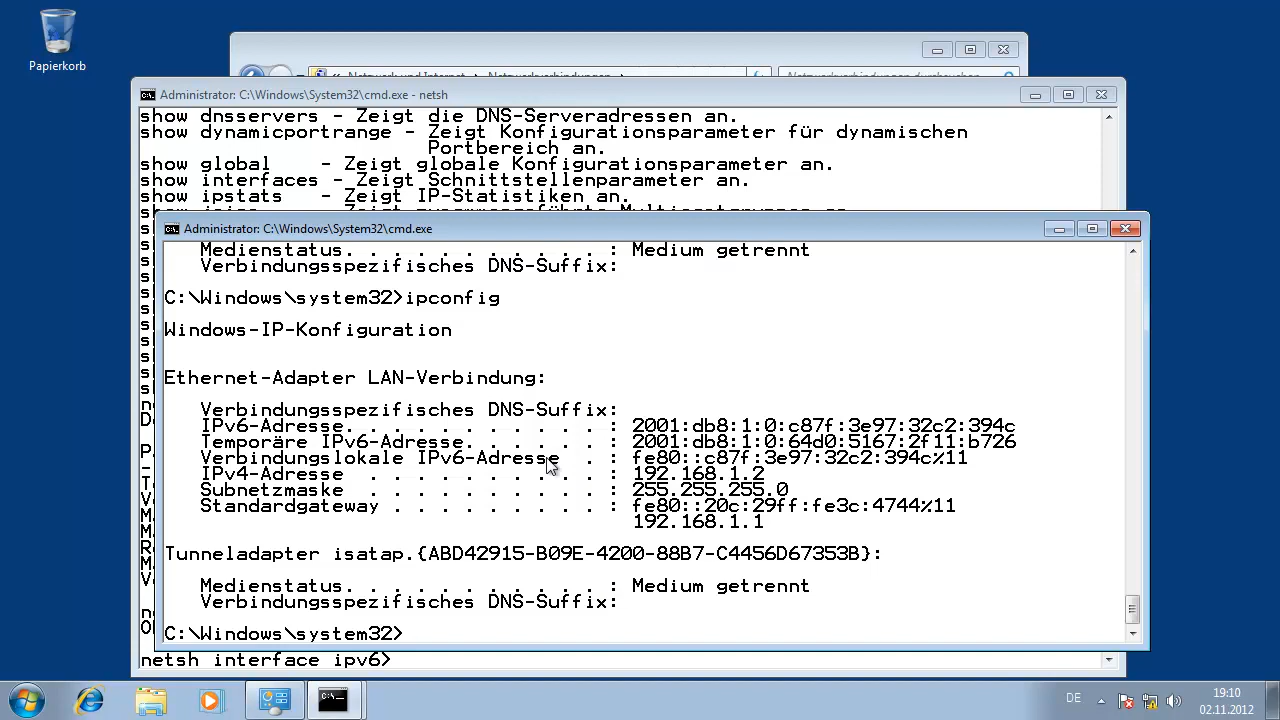 Papierkorb
Netzwerk und Internet Netzwerkverbindungen
Netzwerkverbindungen durchsuchen
Administrator: C:\Windows\System32\cmd.exe - netsh
show dnsservers - Zeigt die DNS-Serveradressen an.
show dynamicportrange - Zeigt Konfigurationsparameter für dynamischen
Portbereich an.
show global - Zeigt globale Konfigurationsparameter an.
show interfaces - Zeigt Schnittstellenparameter an.
show ipstats - Zeigt IP-Statistiken an.
Administrator: C:\Windows\System32\cmd.exe
Medienstatus. . . . . . . . . . . : Medium getrennt
Verbindungsspezifisches DNS-Suffix:
C:\Windows\system32>ipconfig
Windows-IP-Konfiguration
Ethernet-Adapter LAN-Verbindung:
Verbindungsspezifisches DNS-Suffix:
IPv6-Adresse. . . . . . . . . . . : 2001:db8:1:0:c87f:3e97:32c2:394c
Temporäre IPv6-Adresse. . . . . . : 2001:db8:1:0:64d0:5167:2f11:b726
Verbindungslokale IPv6-Adresse . : fe80::c87f:3e97:32c2:394c%11
IPv4-Adresse . . . . . . . . . . : 192.168.1.2
Subnetzmaske . . . . . . . . . . : 255.255.255.0
Standardgateway . . . . . . . . . : fe80::20c:29ff:fe3c:4744%11
192.168.1.1
Tunneladapter isatap.{ABD42915-B09E-4200-88B7-C4456D67353B}:
Medienstatus. . . . . . . . . . . : Medium getrennt
Verbindungsspezifisches DNS-Suffix:
C:\Windows\system32>
netsh interface ipv6>
DE
19:10
02.11.2012